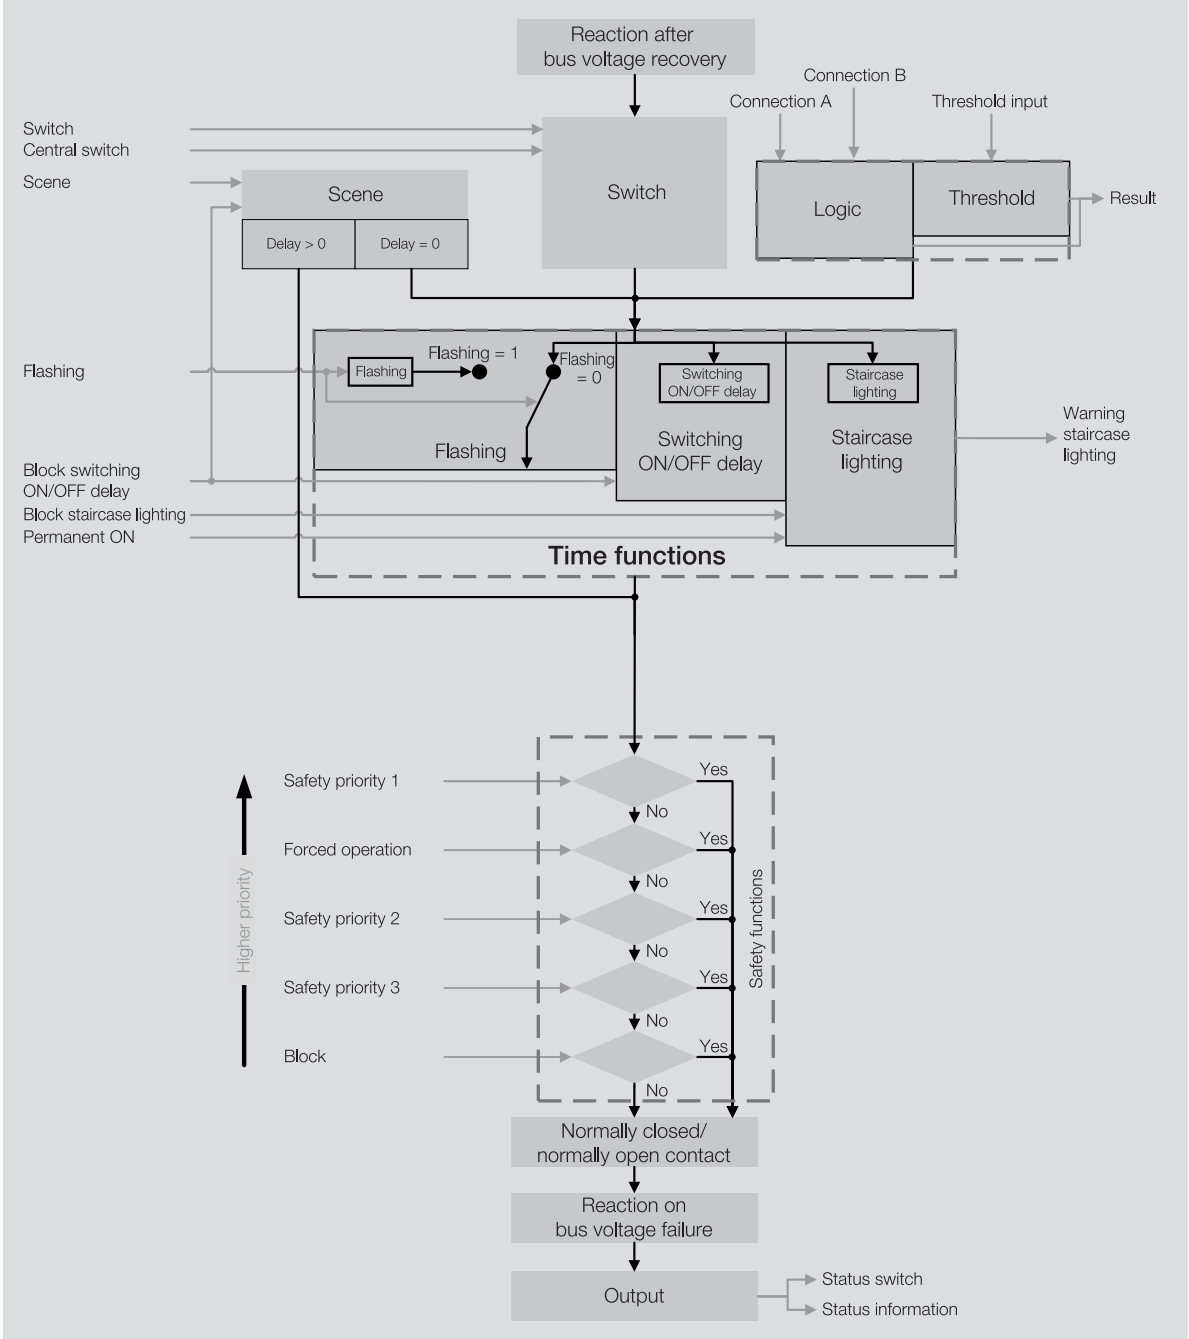 Reaction after
bus voltage recovery
Connection B
Connection A
Threshold input
Switch
Central switch
Scene
Scene
Delay > 0
Delay = 0
Switch
Logic
Threshold
Result
Flashing
Flashing
Flashing = 1
Flashing
= 0
Flashing
Switching
ON/OFF delay
Switching
ON/OFF delay
Staircase
lighting
Staircase
lighting
Warning
staircase
lighting
Block switching
ON/OFF delay
Block staircase lighting
Permanent ON
Time functions
Higher priority
Safety priority 1
Yes
No
Forced operation
Yes
No
Safety priority 2
Yes
No
Safety priority 3
Yes
No
Block
Yes
No
Safety functions
Normally closed/
normally open contact
Reaction on
bus voltage failure
Output
Status switch
Status information